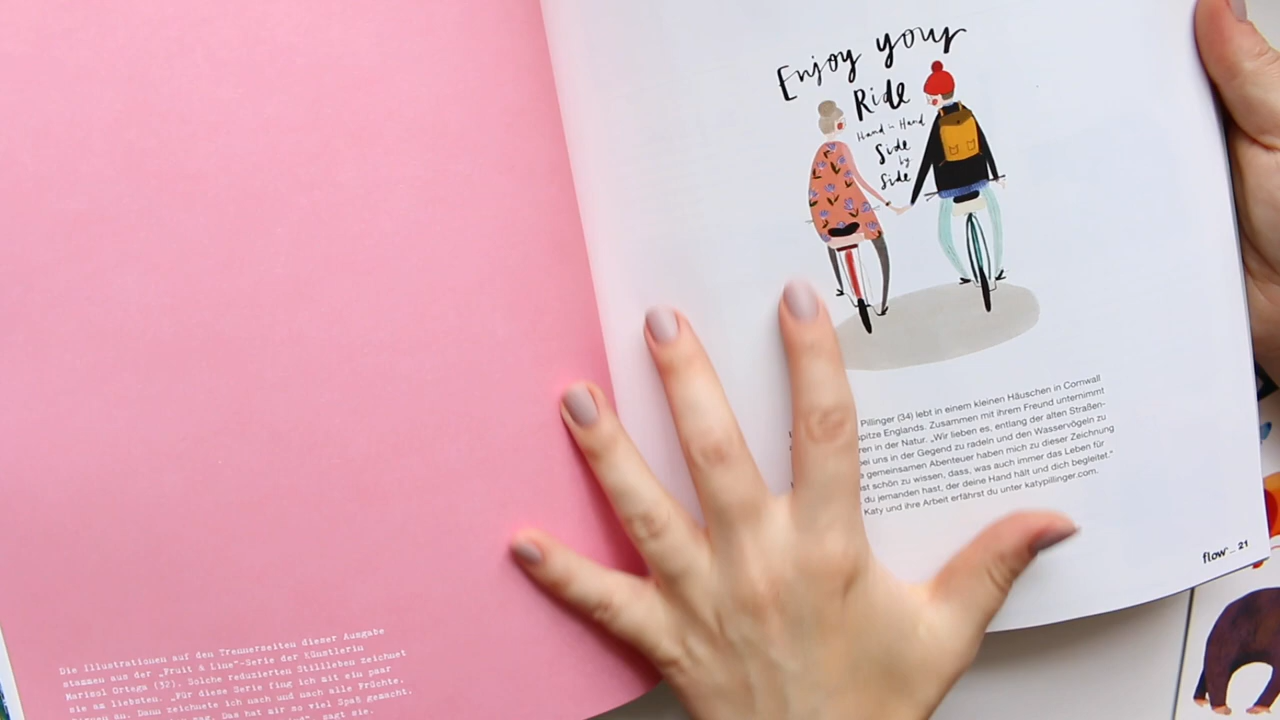 Die Illustrationen auf den Trennerseiten dieser Ausgabe
stammen aus der „Fruit & Line“-Serie der Künstlerin
Marisol Ortega (32). Solche reduzierten Stillleben zeichnet
sie am liebsten. „Für diese Serie fing ich mit ein paar
an. Dann zeichnete ich nach und nach alle Früchte,
mag. Das hat mir so viel Spaß gemacht.
sagt sie.
Enjoy your
Ride
Hand in Hand
Side
by
Side
Pillinger (34) lebt in einem kleinen Häuschen in Cornwall
Englands. Zusammen mit ihrem Freund unternimmt
in der Natur. „Wir lieben es, entlang der alten Straßen-
bei uns in der Gegend zu radeln und den Wasservögeln zu
gemeinsamen Abenteuer haben mich zu dieser Zeichnung
schön zu wissen, dass, was auch immer das Leben für
du jemanden hast, der deine Hand hält und dich begleitet.“
Katy und ihre Arbeit erfährst du unter katypillinger.com.
flow_ 21